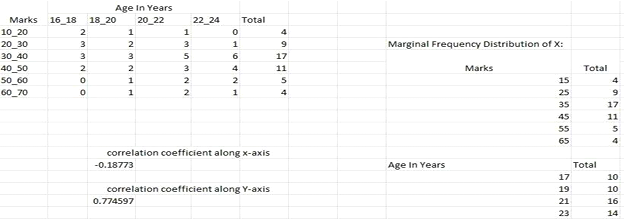 Age In Years
Marks 16_18 18_20 20_22 22_24 Total
10_20 2 1 1 0 4
20_30 3 2 3 1 9
30_40 3 3 5 6 17
40_50 2 2 3 4 11
50_60 0 1 2 2 5
60_70 0 1 2 1 4
correlation coefficient along x-axis
-0.18773
correlation coefficient along Y-axis
0.774597
Marginal Frequency Distribution of X:
Marks Total
15 4
25 9
35 17
45 11
55 5
65 4
Age In Years Total
17 10
19 10
21 16
23 14